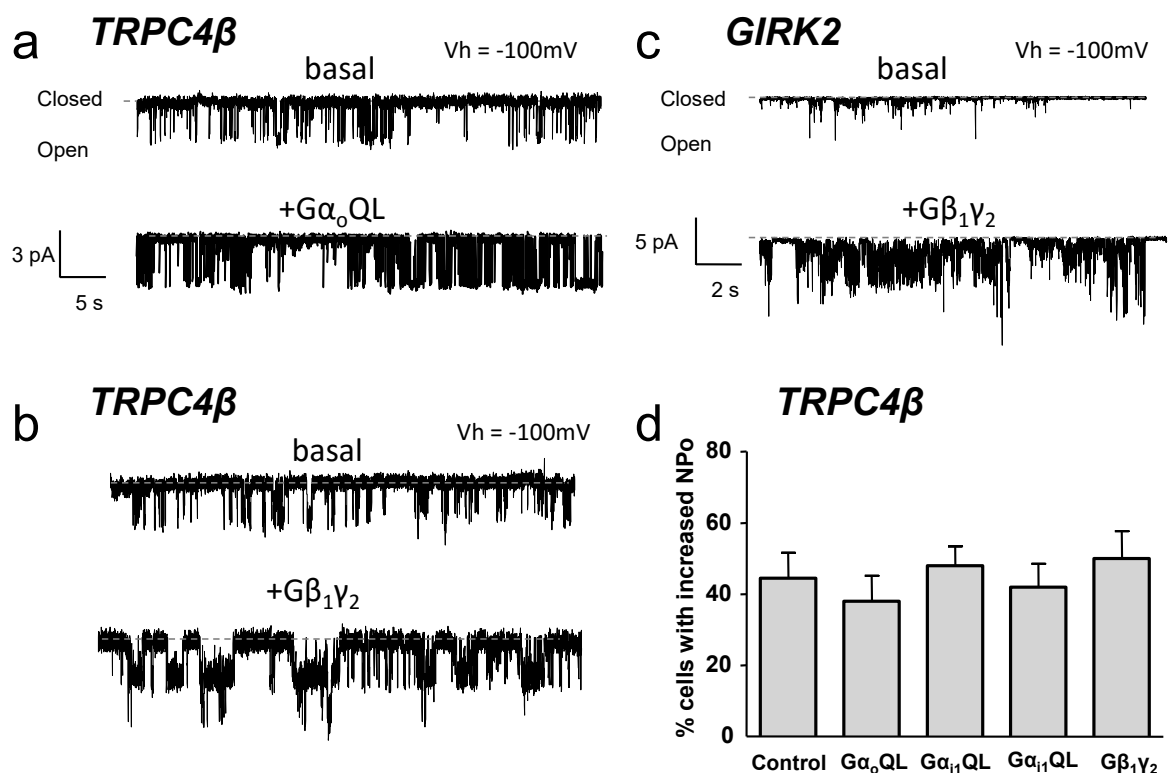 a TRPC4β
Vh = -100mV
basal
Closed
Open
+GαoQL
3 pA
5 s
c GIRK2
Vh = -100mV
basal
Closed
Open
+Gβ1γ2
5 pA
2 s
b TRPC4β
Vh = -100mV
basal
+Gβ1γ2
d TRPC4β
% cells with increased NPo
80
60
40
20
0
Control GαoQL Gαi1QL Gαi1QL Gβ1γ2